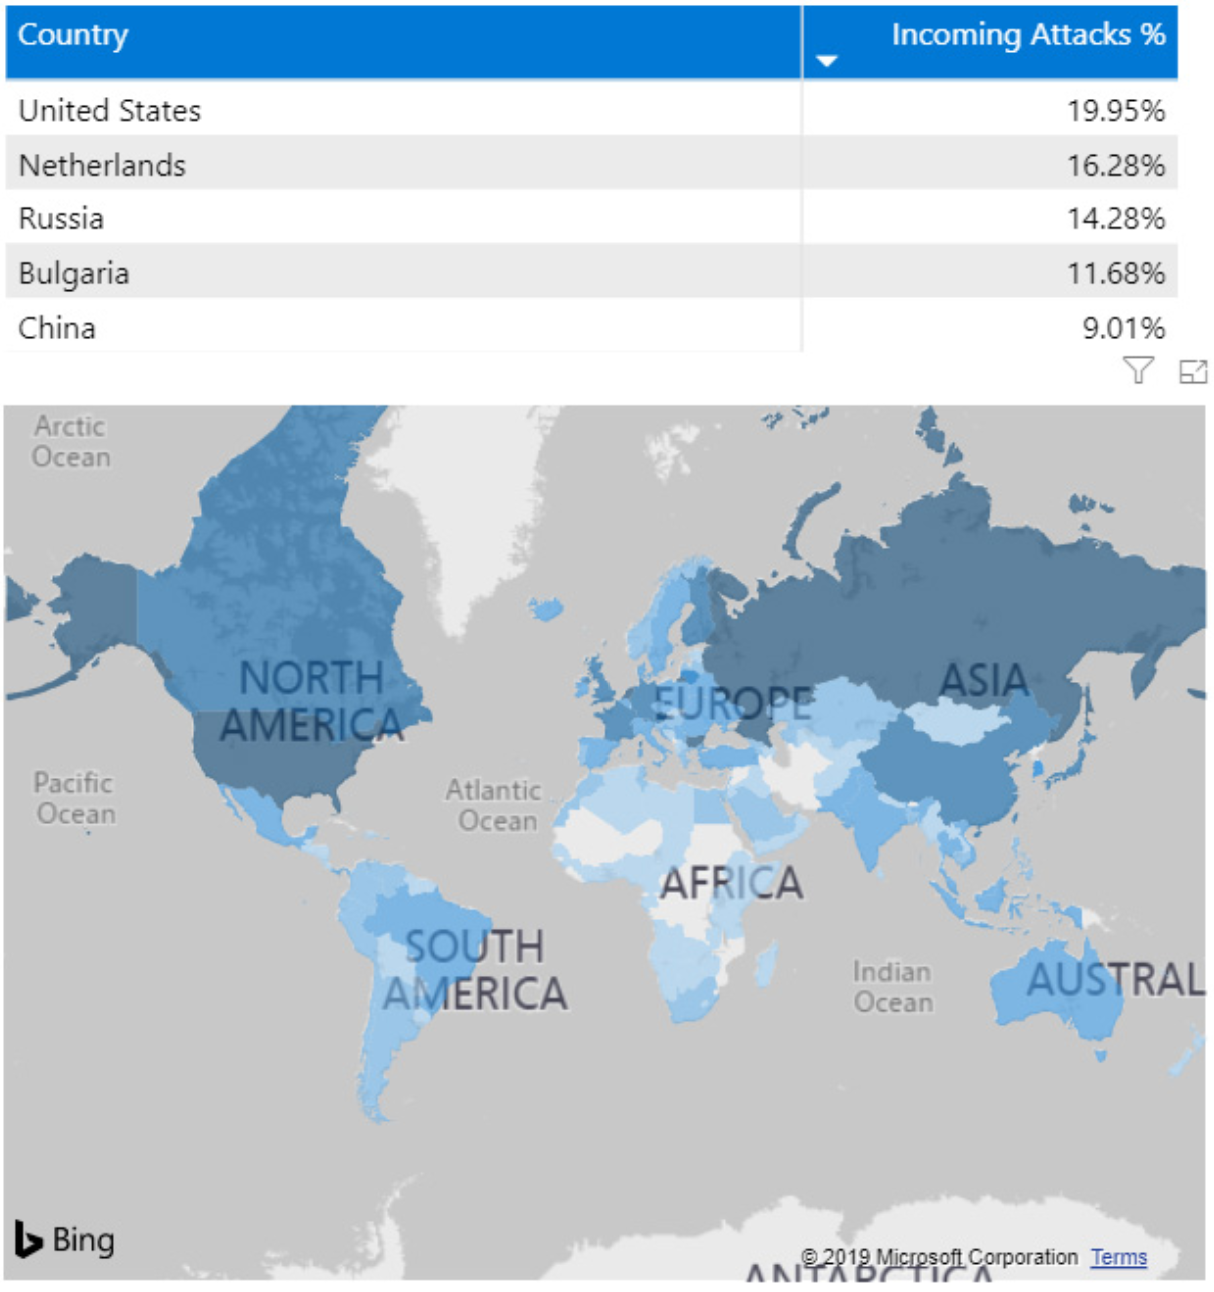 Country Incoming Attacks %
United States 19.95%
Netherlands 16.28%
Russia 14.28%
Bulgaria 11.68%
China 9.01%
Arctic
Ocean
NORTH
AMERICA
EUROPE
ASIA
Pacific
Ocean
Atlantic
Ocean
AFRICA
SOUTH
AMERICA
Indian
Ocean
AUSTRAL
Bing
© 2019 Microsoft Corporation Terms
ANTARCTICA